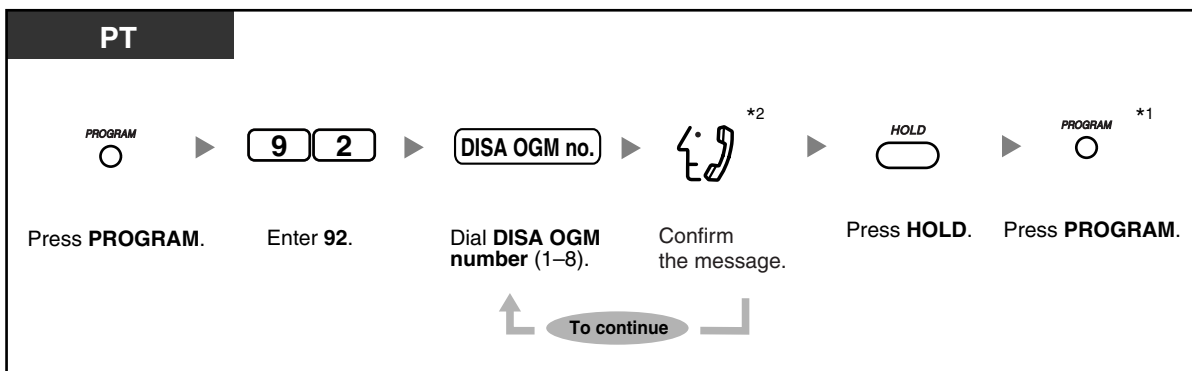 PT
PROGRAM
9 2
DISA OGM no.
*2
HOLD
PROGRAM
*1
Press PROGRAM.
Enter 92.
Dial DISA OGM
number (1–8).
Confirm
the message.
Press HOLD.
Press PROGRAM.
To continue